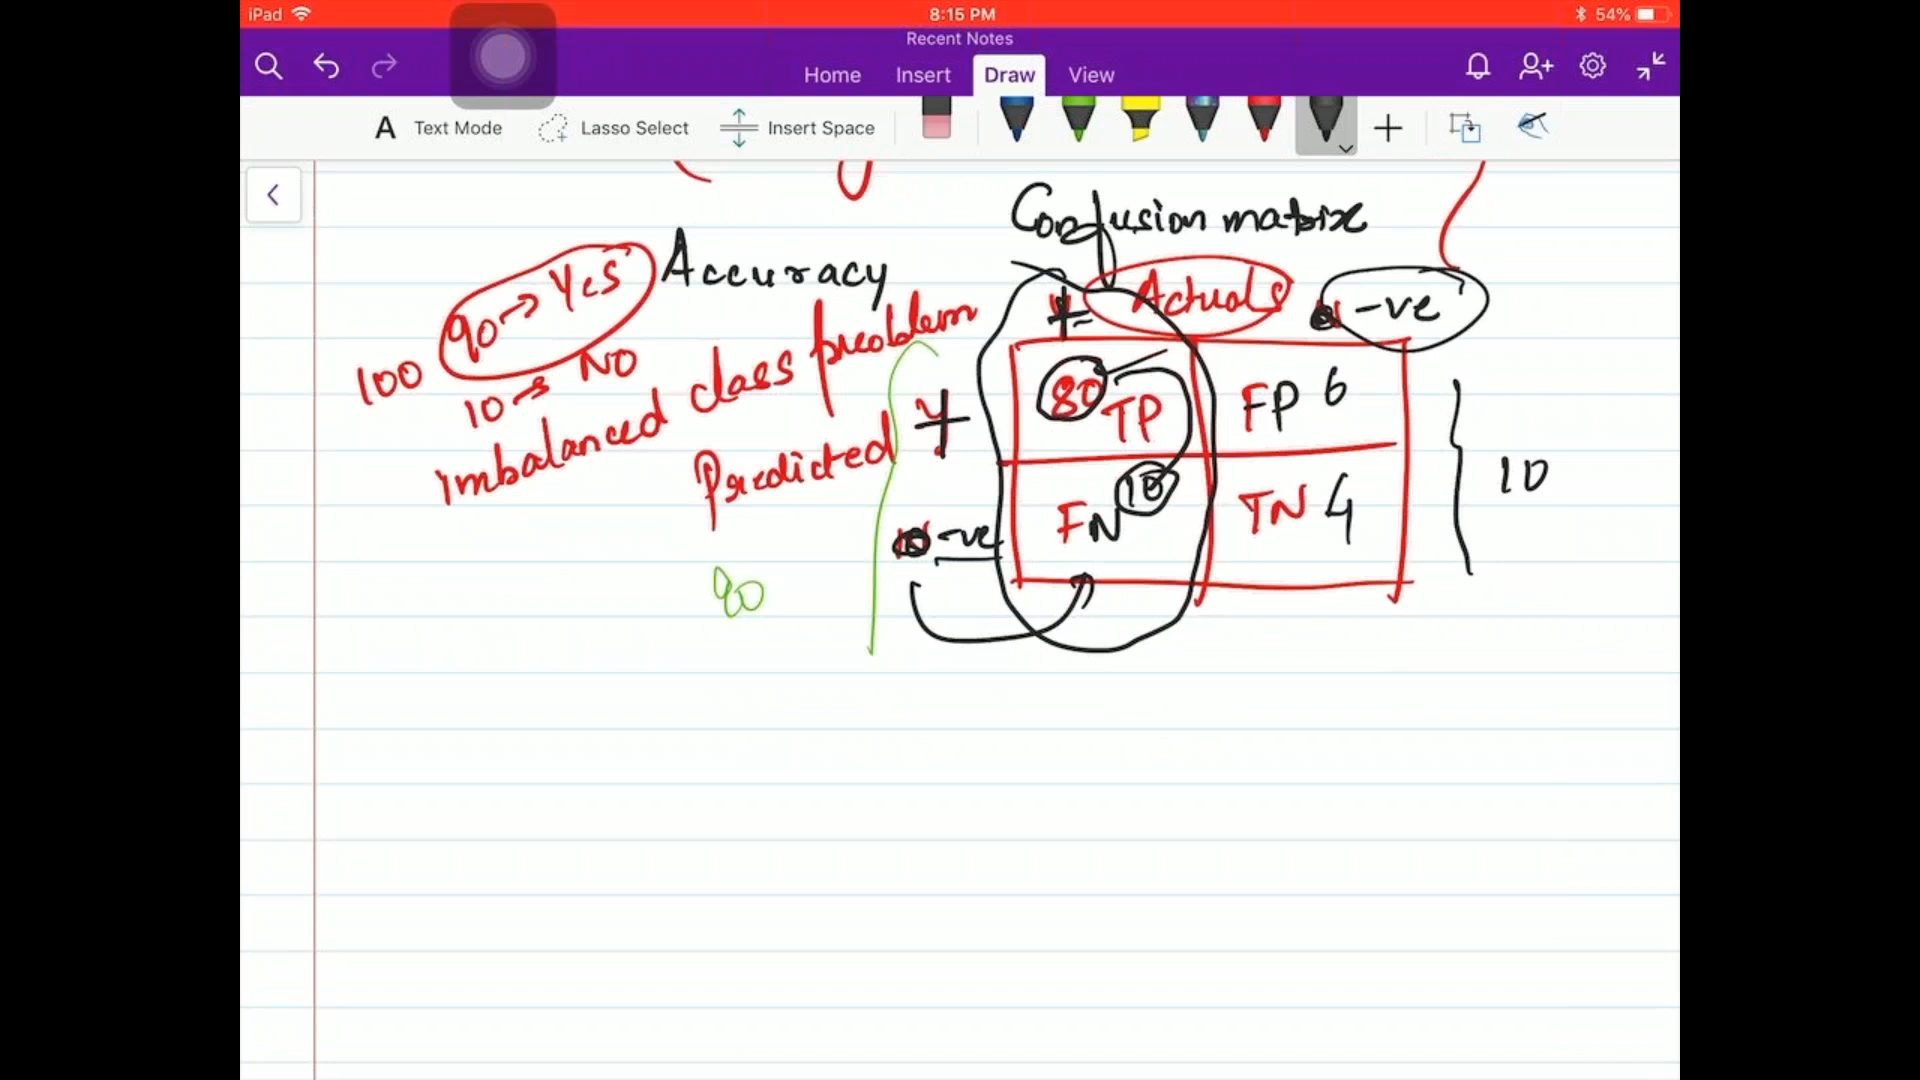 iPad 8:15 PM 54%
Recent Notes
Home Insert Draw View
A Text Mode Lasso Select Insert Space
Confusion matrix
Accuracy
90 → Yes
100
10 → NO
imbalanced class problem
+ Actuals -ve
Predicted
+ 80 TP FP 6
-ve FN 10 TN 4
10
90